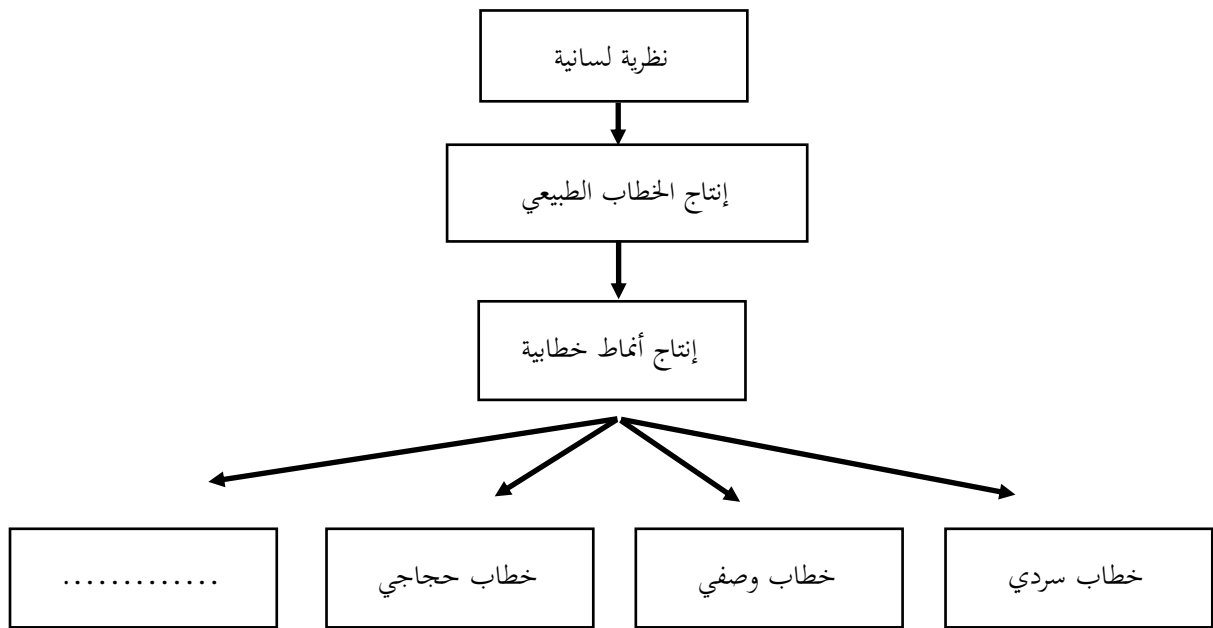 نظرية لسانية
إنتاج الخطاب الطبيعي
إنتاج أنماط خطابية
خطاب سردي
خطاب وصفي
خطاب حجاجي
.............